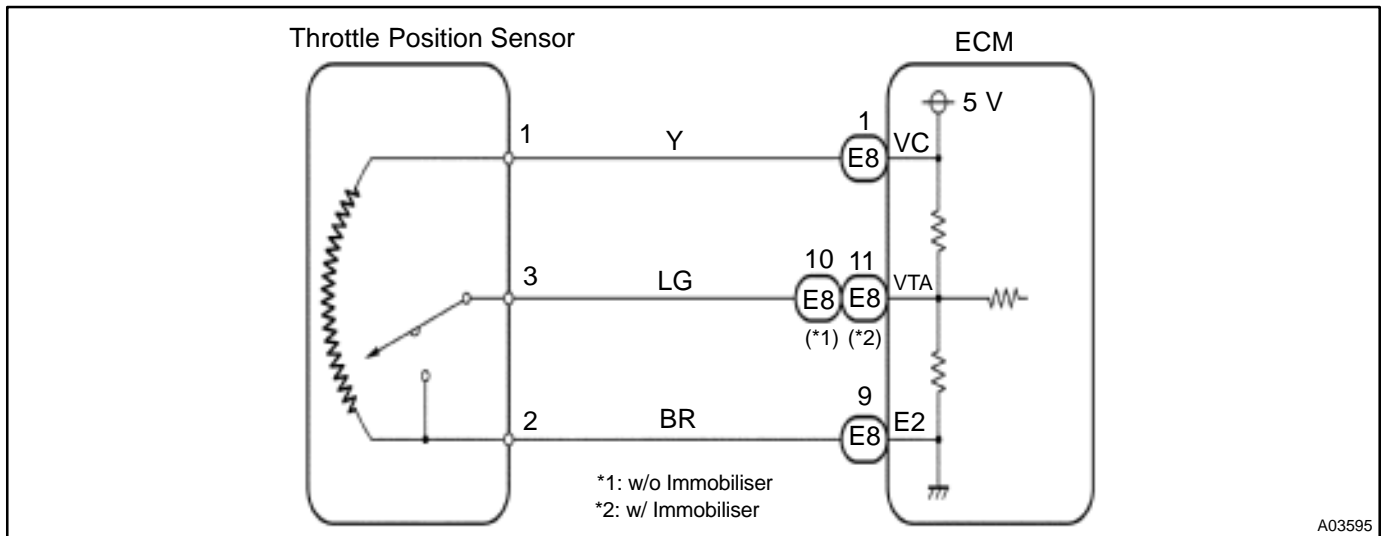 Throttle Position Sensor
ECM
5 V
1
Y
1
E8
VC
3
LG
10
11
E8
E8
VTA
(*1)
(*2)
2
BR
9
E8
E2
*1: w/o Immobiliser
*2: w/ Immobiliser
A03595